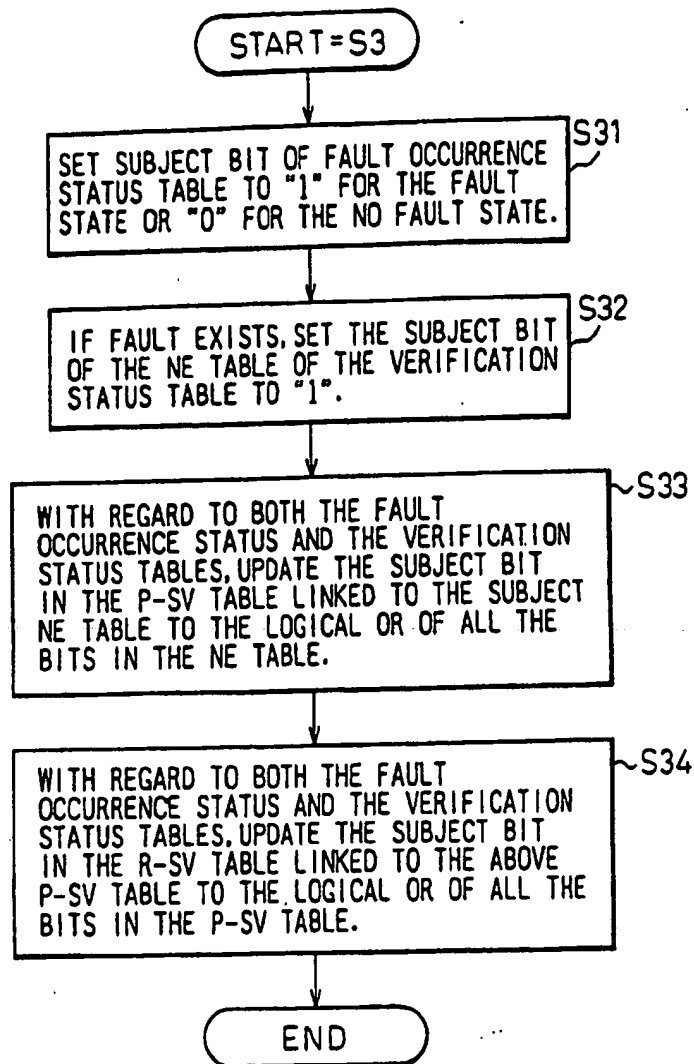 START=S3
S31
SET SUBJECT BIT OF FAULT OCCURRENCE
STATUS TABLE TO "1" FOR THE FAULT
STATE OR "0" FOR THE NO FAULT STATE.
S32
IF FAULT EXISTS, SET THE SUBJECT BIT
OF THE NE TABLE OF THE VERIFICATION
STATUS TABLE TO "1".
S33
WITH REGARD TO BOTH THE FAULT
OCCURRENCE STATUS AND THE VERIFICATION
STATUS TABLES, UPDATE THE SUBJECT BIT
IN THE P-SV TABLE LINKED TO THE SUBJECT
NE TABLE TO THE LOGICAL OR OF ALL THE
BITS IN THE NE TABLE.
S34
WITH REGARD TO BOTH THE FAULT
OCCURRENCE STATUS AND THE VERIFICATION
STATUS TABLES, UPDATE THE SUBJECT BIT
IN THE R-SV TABLE LINKED TO THE ABOVE
P-SV TABLE TO THE LOGICAL OR OF ALL THE
BITS IN THE P-SV TABLE.
END